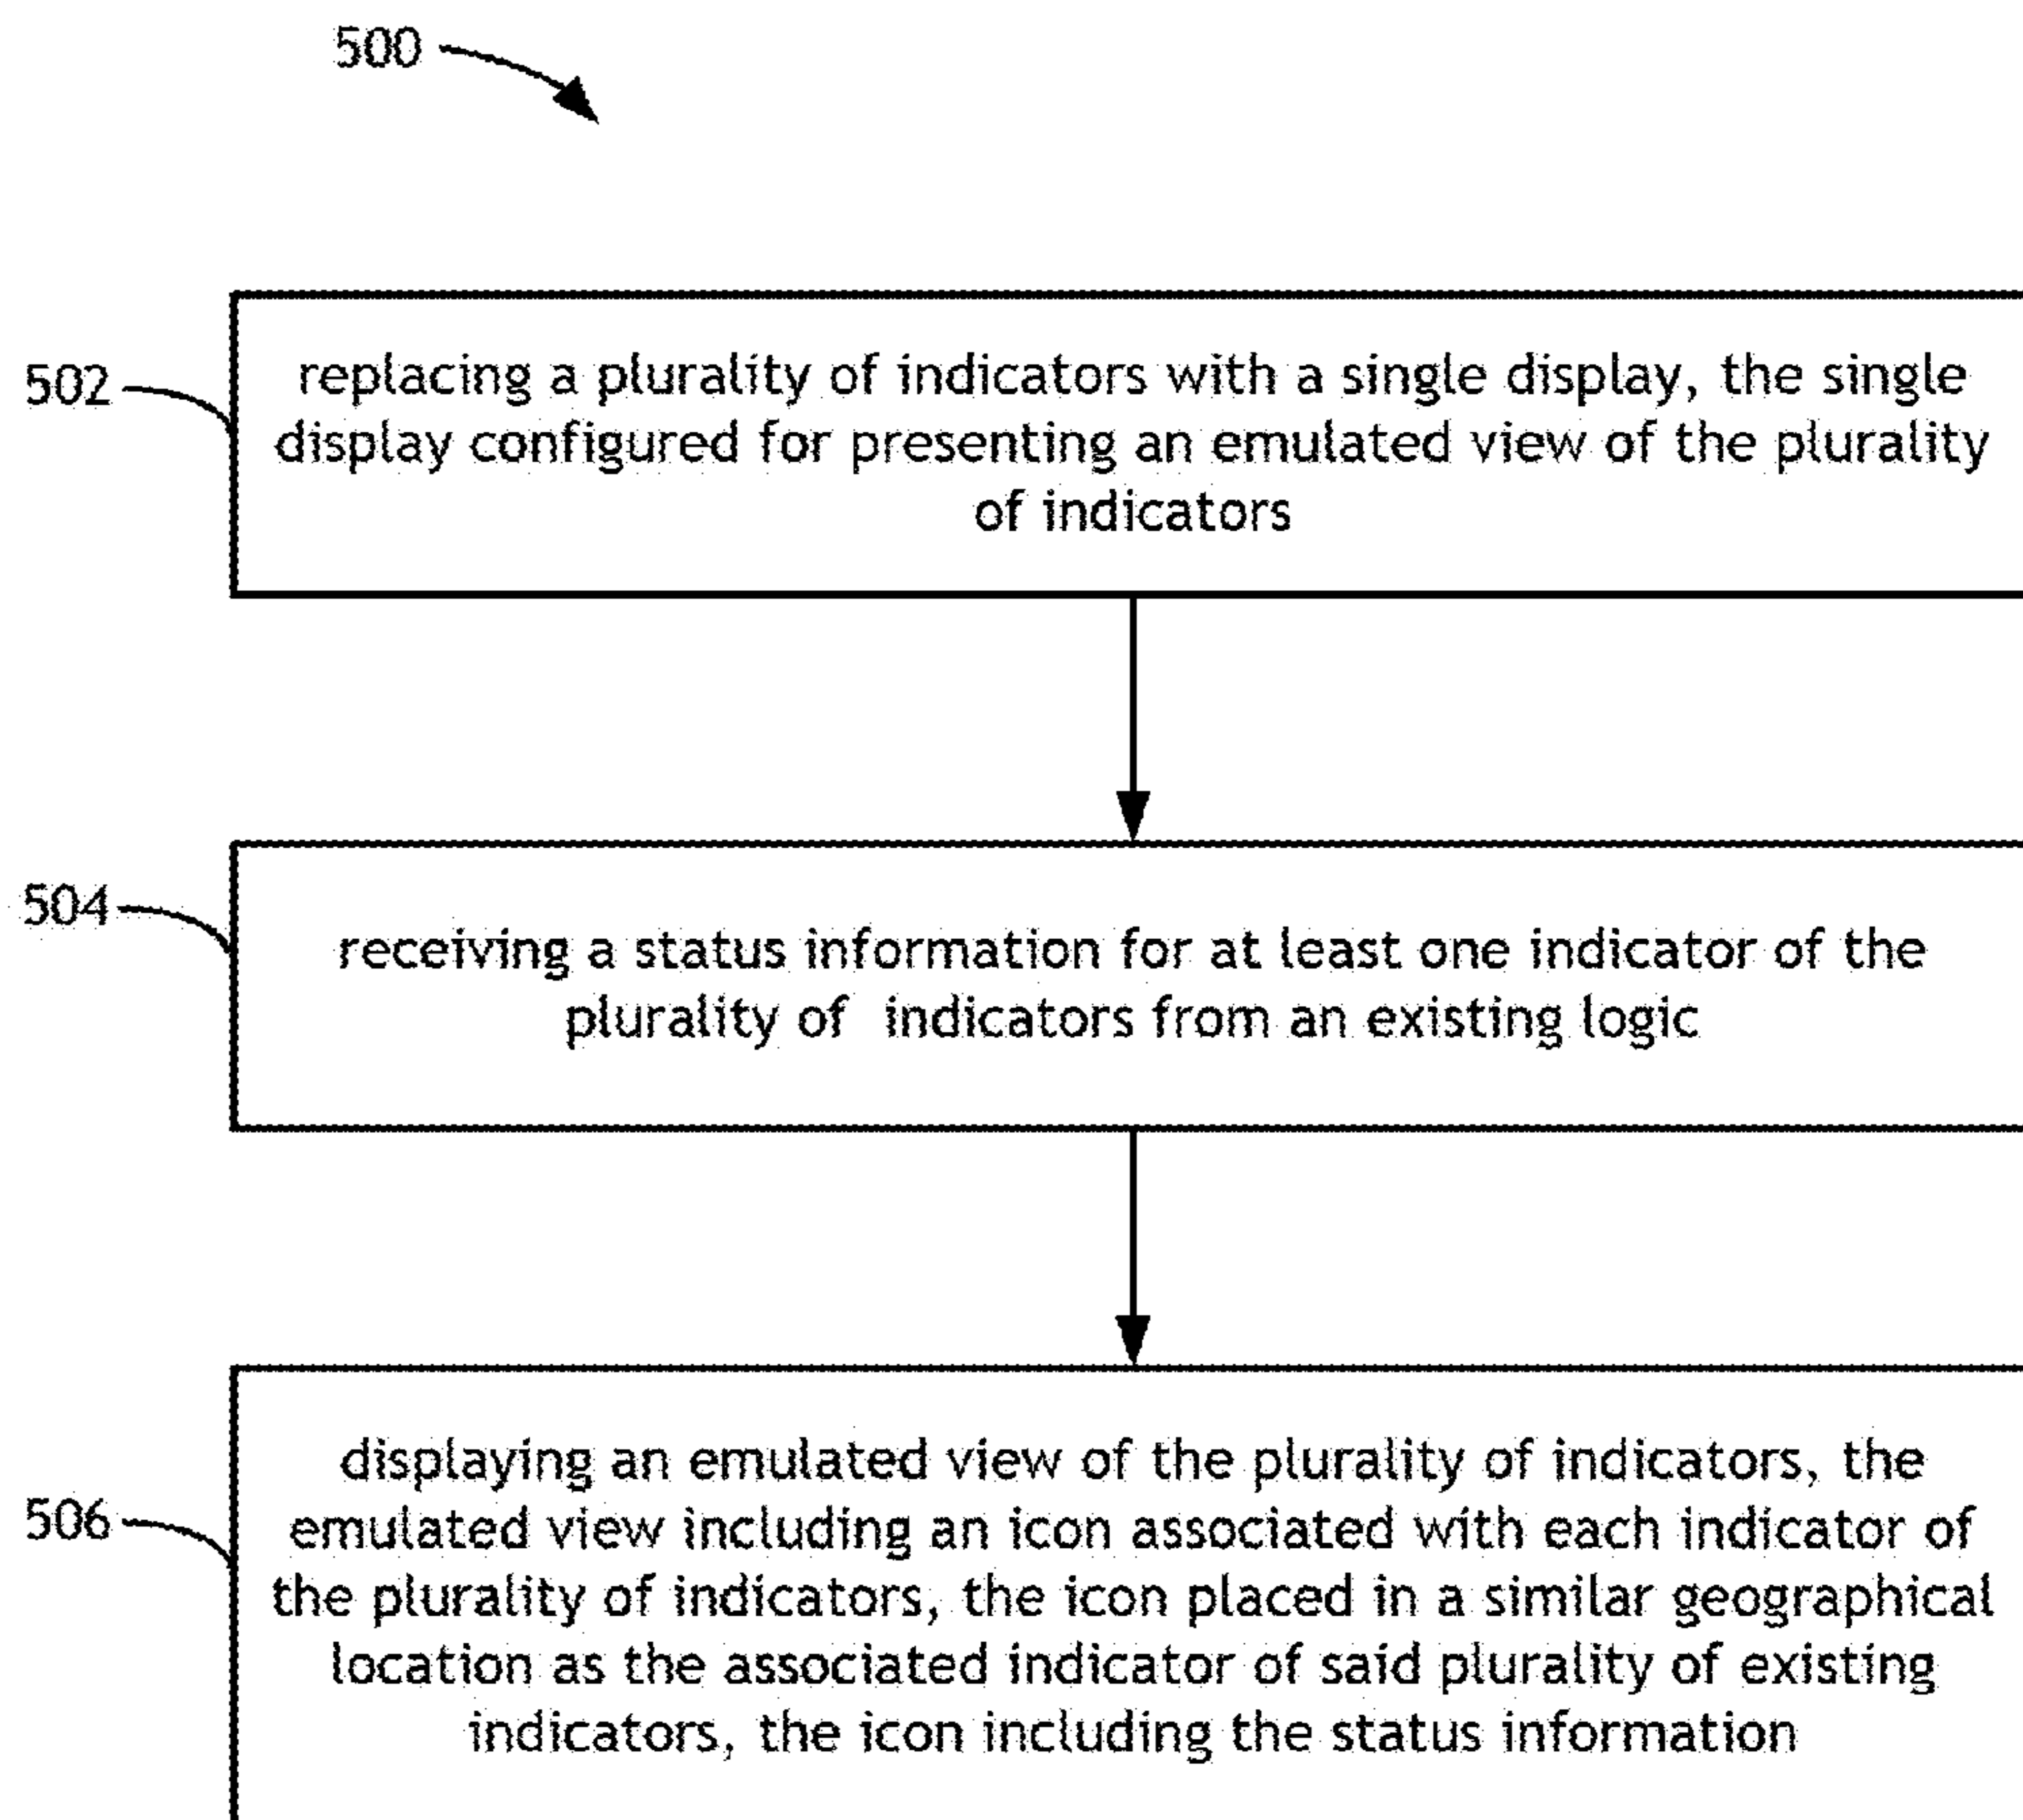 500
502
replacing a plurality of indicators with a single display, the single
display configured for presenting an emulated view of the plurality
of indicators
504
receiving a status information for at least one indicator of the
plurality of indicators from an existing logic
506
displaying an emulated view of the plurality of indicators, the
emulated view including an icon associated with each indicator of
the plurality of indicators, the icon placed in a similar geographical
location as the associated indicator of said plurality of existing
indicators, the icon including the status information